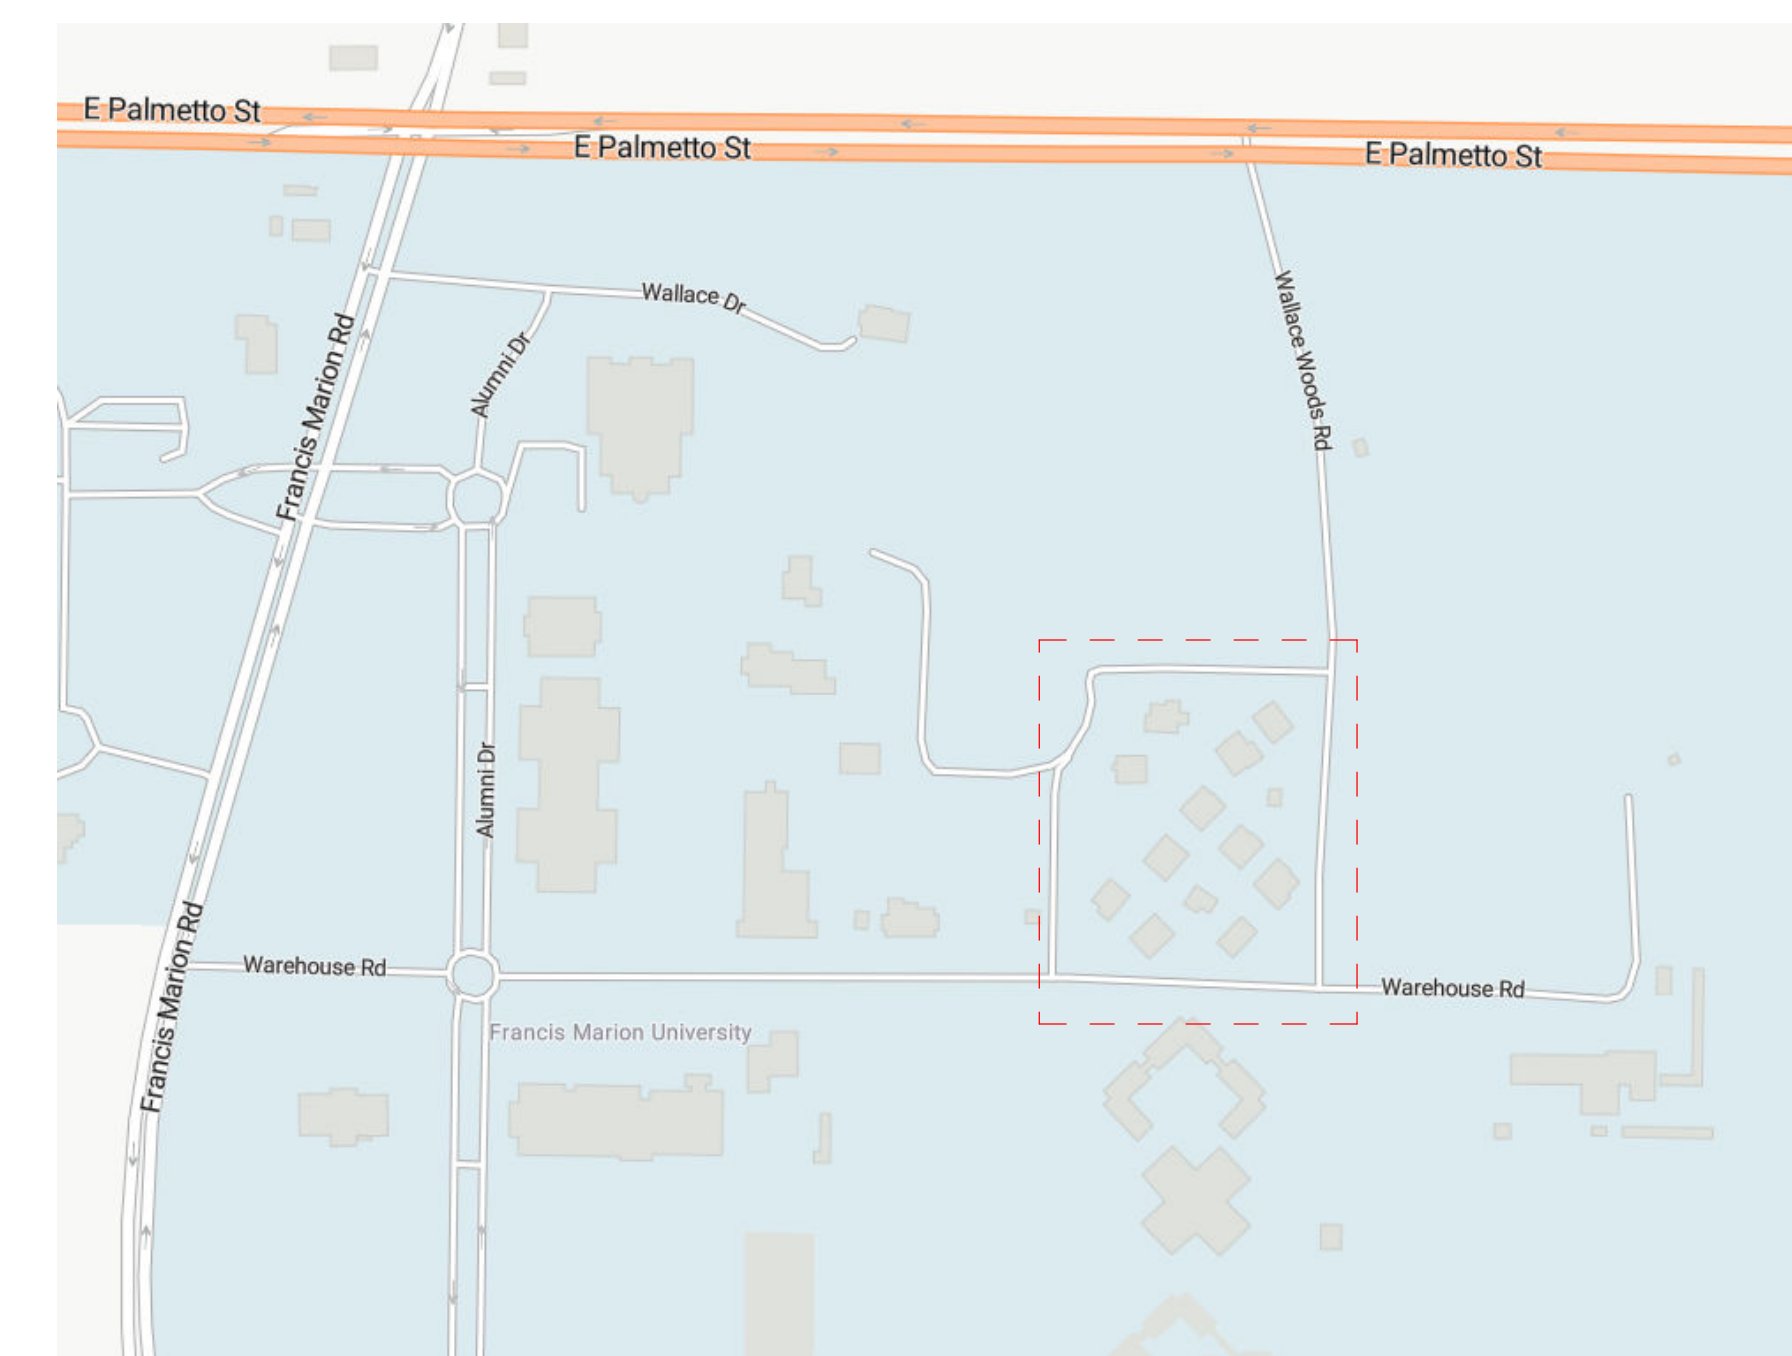 E Palmetto St
E Palmetto St
E Palmetto St
Wallace Dr
Wallace Woods Rd
Francis Marion Rd
Alumni Dr
Alumni Dr
Francis Marion Rd
Warehouse Rd
Warehouse Rd
Francis Marion University